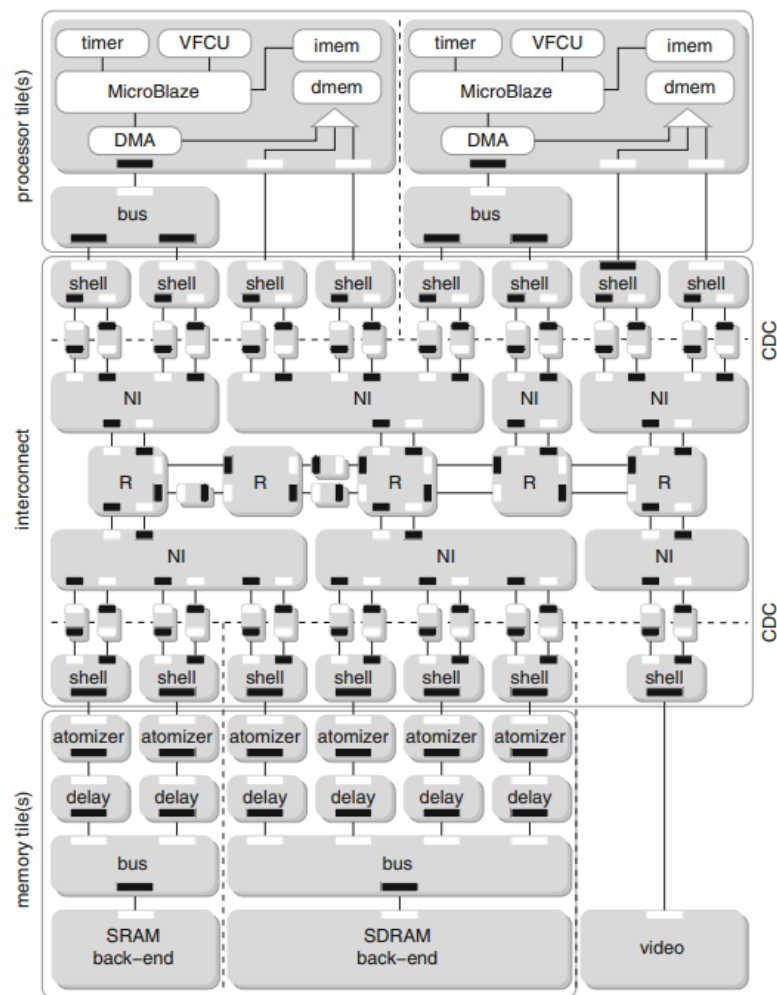 timer VFCU imem timer VFCU imem
MicroBlaze dmem MicroBlaze dmem
DMA DMA
processor tile(s)
bus bus
shell shell shell shell shell shell shell shell
CDC
NI NI NI NI
interconnect
R R R R R
NI NI NI
CDC
shell shell shell shell shell shell shell
atomizer atomizer atomizer atomizer atomizer atomizer
delay delay delay delay delay delay
memory tile(s)
bus bus
SRAM SDRAM video
back-end back-end